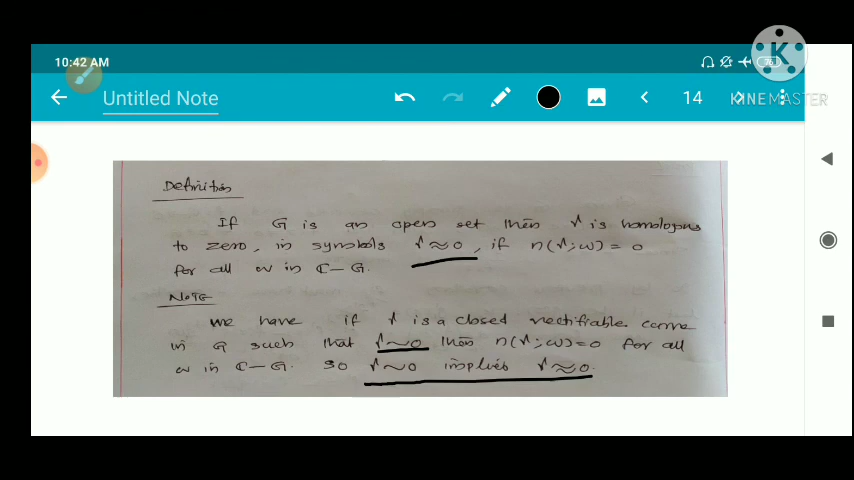 10:42 AM
76
K
Untitled Note
14
KINEMASTER
Definition
If G is an open set then γ is homologous
to zero, in symbols γ ≈ 0, if n(γ; ω) = 0
for all ω in ℂ - G.
NOTE
We have if γ is a closed rectifiable curve
in G such that γ ~ 0 then n(γ; ω) = 0 for all
ω in ℂ - G. So γ ~ 0 implies γ ≈ 0.